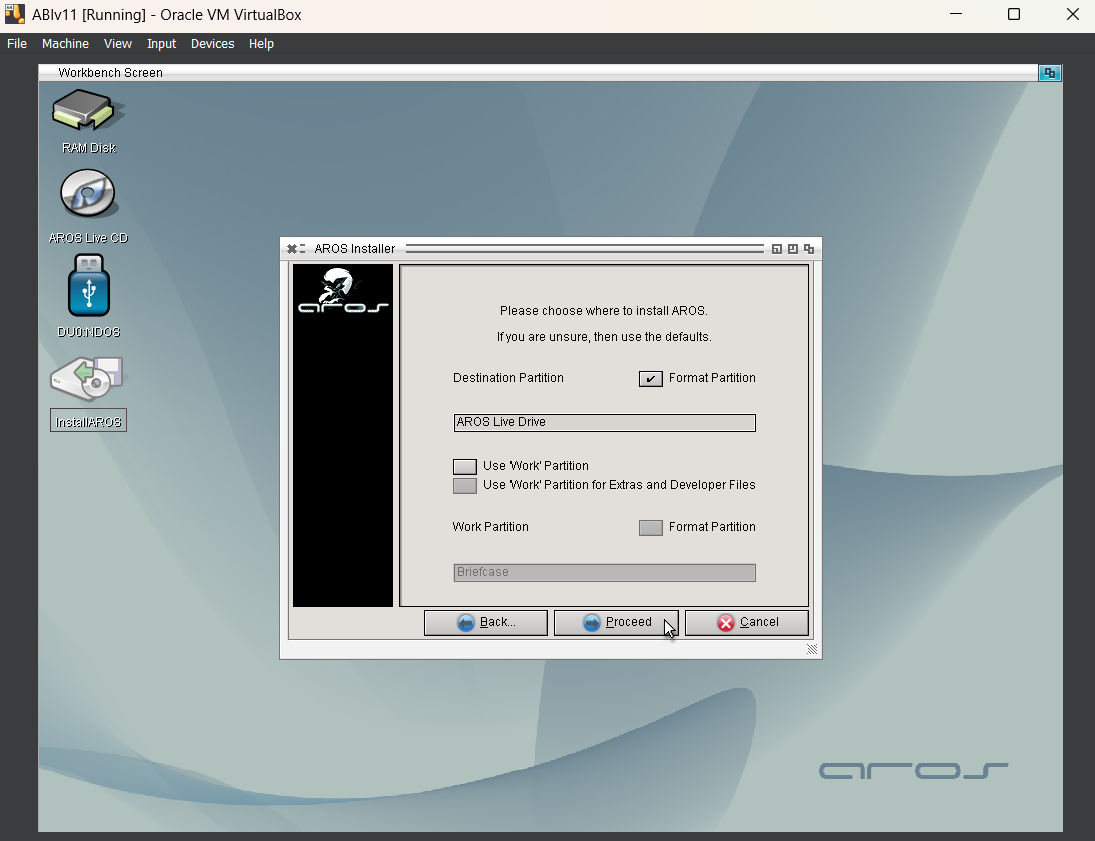 ABIv11 [Running] - Oracle VM VirtualBox
File Machine View Input Devices Help
Workbench Screen
RAM Disk
AROS Live CD
DU0:NDOS
InstallAROS
AROS Installer
aros
Please choose where to install AROS.
If you are unsure, then use the defaults.
Destination Partition
Format Partition
AROS Live Drive
Use 'Work' Partition
Use 'Work' Partition for Extras and Developer Files
Work Partition
Format Partition
Briefcase
Back...
Proceed
Cancel
aros